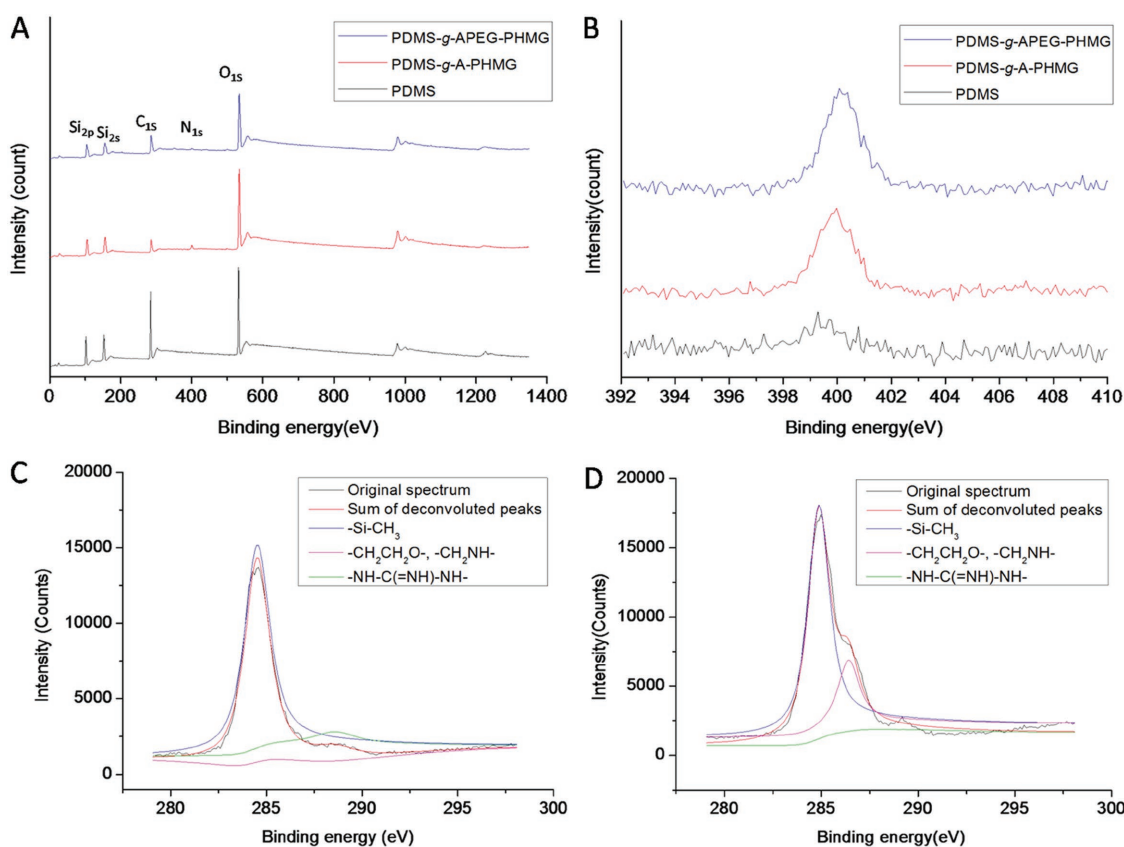 A
PDMS-g-APEG-PHMG
PDMS-g-A-PHMG
PDMS
O1S
Si2p
Si2s
C1S
N1s
Intensity (count)
0 200 400 600 800 1000 1200 1400
Binding energy(eV)
B
PDMS-g-APEG-PHMG
PDMS-g-A-PHMG
PDMS
Intensity(count)
392 394 396 398 400 402 404 406 408 410
Binding energy(eV)
C
20000
15000
10000
5000
0
Original spectrum
Sum of deconvoluted peaks
-Si-CH3
-CH2CH2O-, -CH2NH-
-NH-C(=NH)-NH-
Intensity (Counts)
280 285 290 295 300
Binding energy (eV)
D
20000
15000
10000
5000
0
Original spectrum
Sum of deconvoluted peaks
-Si-CH3
-CH2CH2O-, -CH2NH-
-NH-C(=NH)-NH-
Intensity(Counts)
280 285 290 295 300
Binding energy(eV)